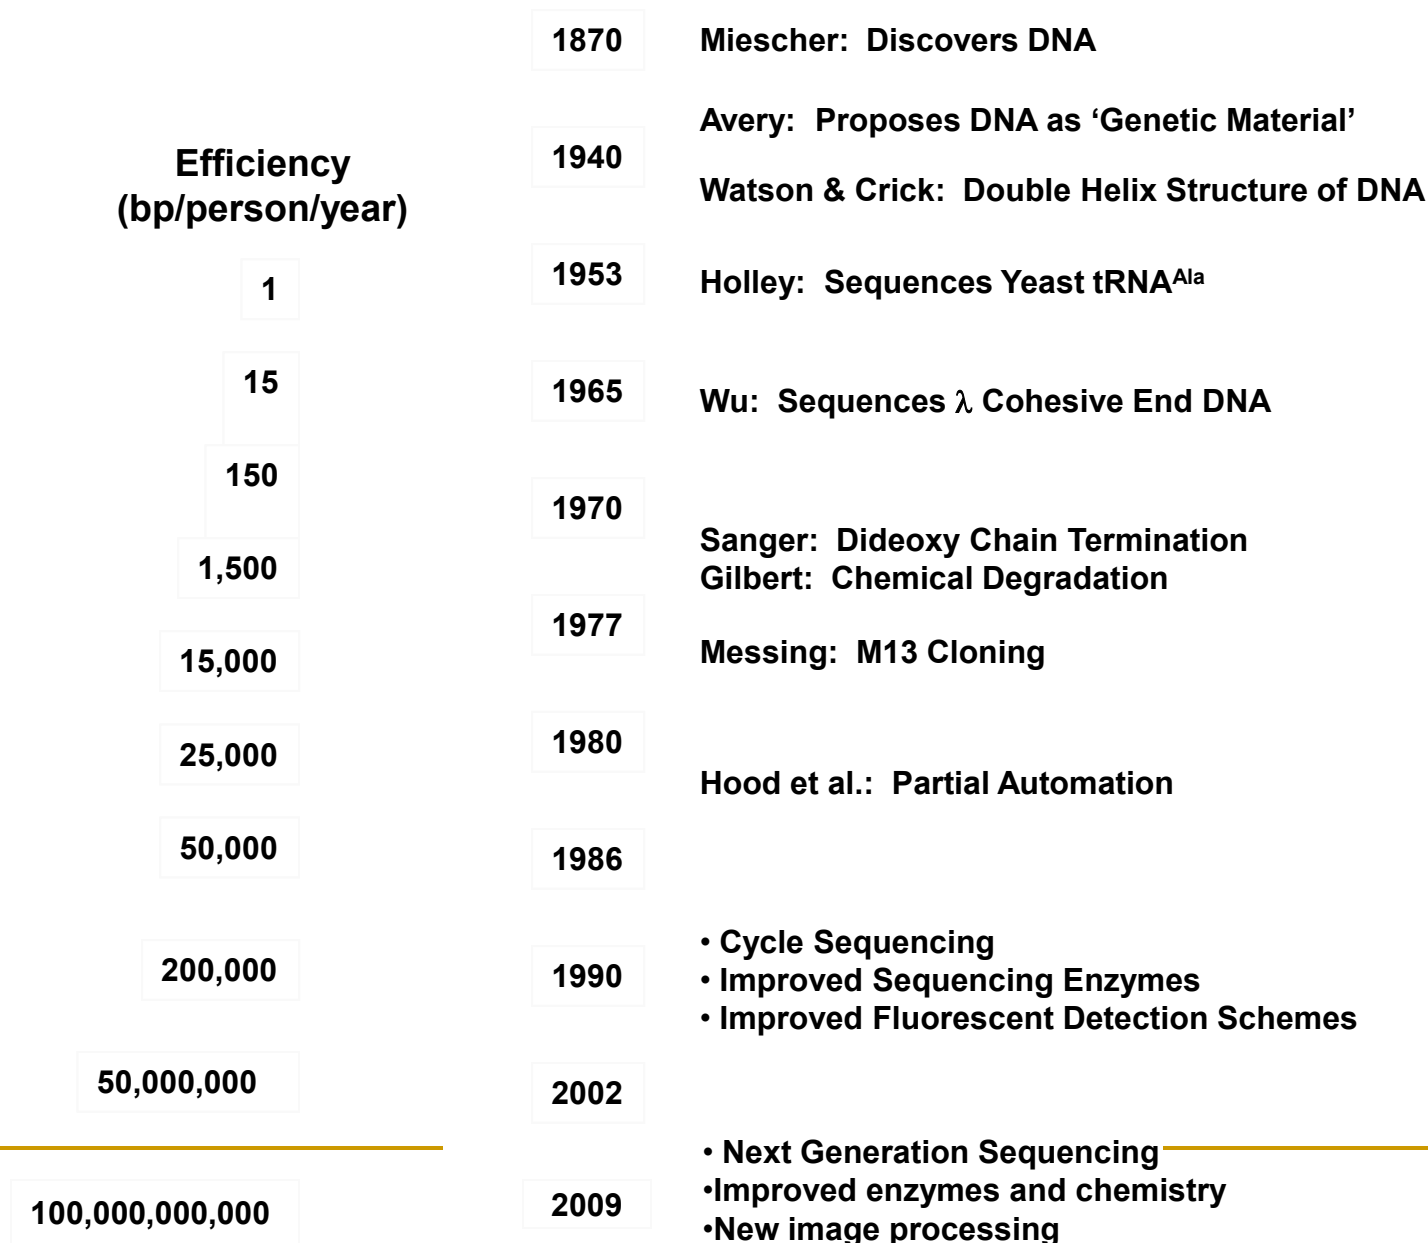 1870 Miescher: Discovers DNA
Avery: Proposes DNA as ‘Genetic Material’
Efficiency
(bp/person/year)
1940
Watson & Crick: Double Helix Structure of DNA
1953
1
Holley: Sequences Yeast tRNAᴬˡᵃ
15
1965
Wu: Sequences λ Cohesive End DNA
150
1970
Sanger: Dideoxy Chain Termination
1,500
Gilbert: Chemical Degradation
1977
15,000
Messing: M13 Cloning
25,000
1980
Hood et al.: Partial Automation
50,000
1986
• Cycle Sequencing
200,000
1990
• Improved Sequencing Enzymes
• Improved Fluorescent Detection Schemes
50,000,000
2002
• Next Generation Sequencing
•Improved enzymes and chemistry
100,000,000,000
2009
•New image processing